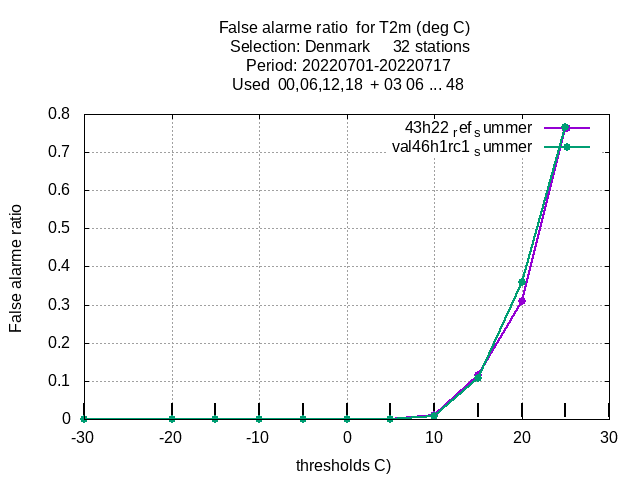 False alarme ratio  for T2m (deg C)
Selection: Denmark     32 stations
Period: 20220701-20220717
Used  00,06,12,18  + 03 06 ... 48
43h22 ref summer
val46h1rc1 summer
0.8
0.7
0.6
0.5
0.4
0.3
0.2
0.1
0
False alarme ratio
-30 -20 -10 0 10 20 30
thresholds C)